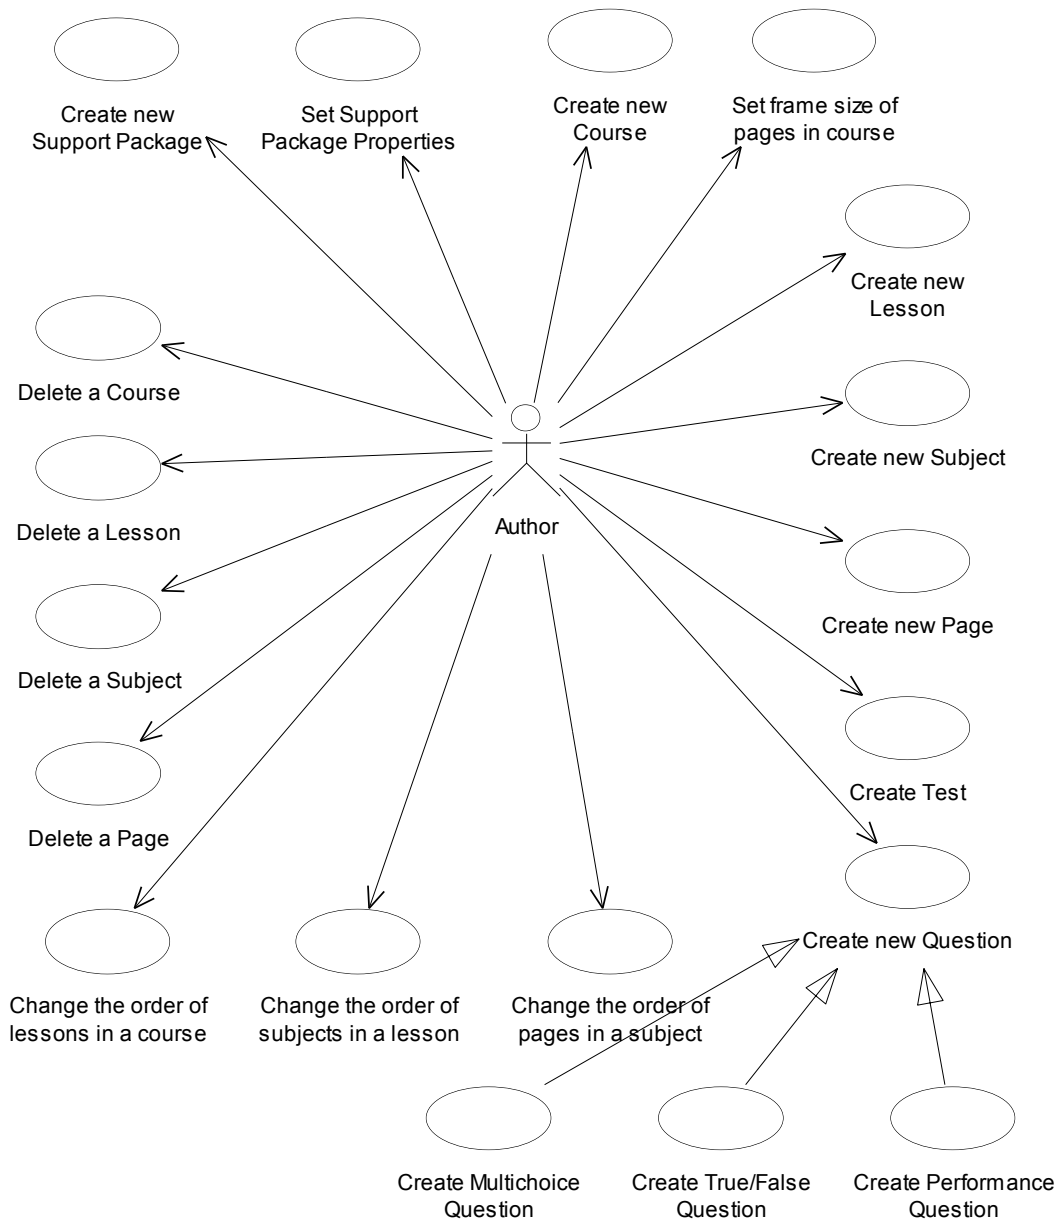 Create new
Support Package
Set Support
Package Properties
Create new
Course
Set frame size of
pages in course
Create new
Lesson
Delete a Course
Create new Subject
Delete a Lesson
Author
Create new Page
Delete a Subject
Create Test
Delete a Page
Create new Question
Change the order of
lessons in a course
Change the order of
subjects in a lesson
Change the order of
pages in a subject
Create Multichoice
Question
Create True/False
Question
Create Performance
Question